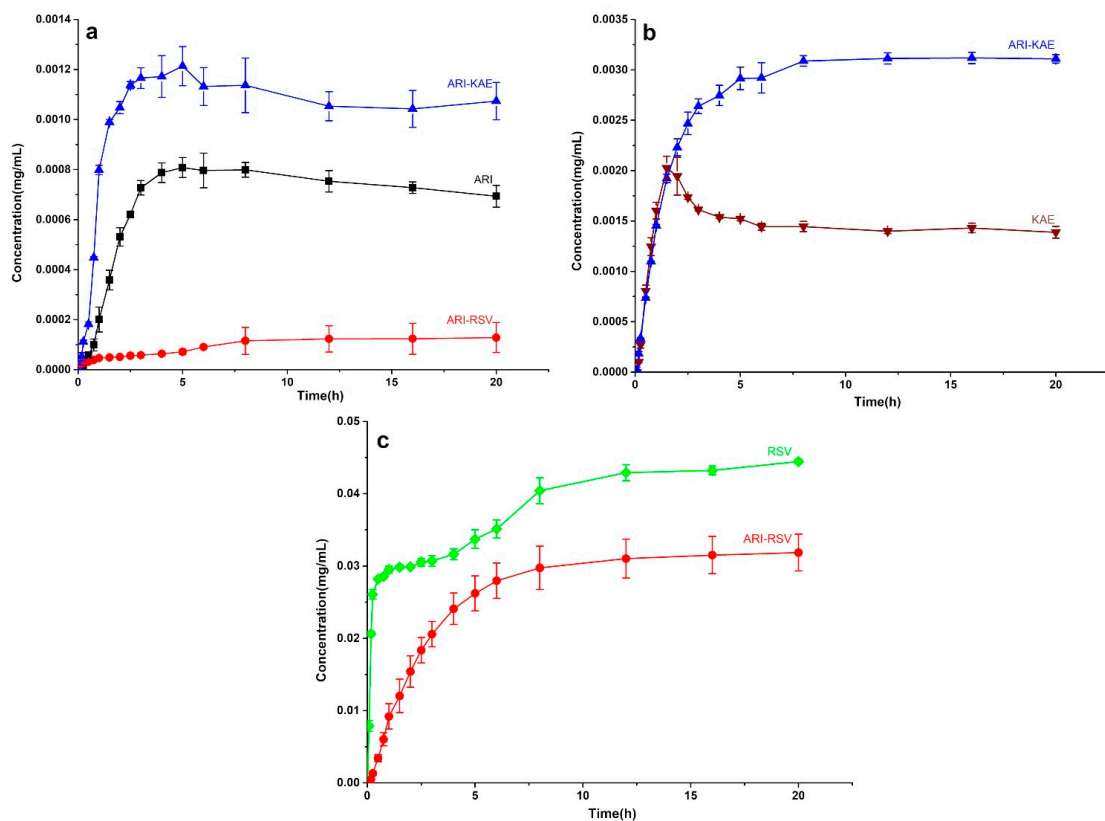 a
0.0014
0.0012
0.0010
0.0008
0.0006
0.0004
0.0002
0.0000
Concentration(mg/mL)
ARI-KAE
ARI
ARI-RSV
0
5
10
15
20
Time(h)
b
0.0035
0.0030
0.0025
0.0020
0.0015
0.0010
0.0005
0.0000
Concentration(mg/mL)
ARI-KAE
KAE
0
5
10
15
20
Time(h)
c
0.05
0.04
0.03
0.02
0.01
0.00
Concentration(mg/mL)
RSV
ARI-RSV
0
5
10
15
20
Time(h)